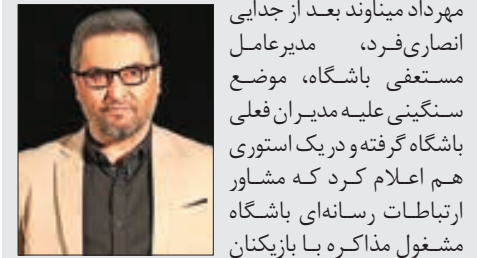 مهرداد میناوند بعد از جدایی
انصاری‌فرد، مدیرعامل
مستعفی باشگاه، موضع
سنگینی علیه مدیران فعلی
باشگاه گرفته و در یک استوری
هم اعلام کرد که مشاور
ارتباطات رسانه‌ای باشگاه
مشغول مذاکره با بازیکنان